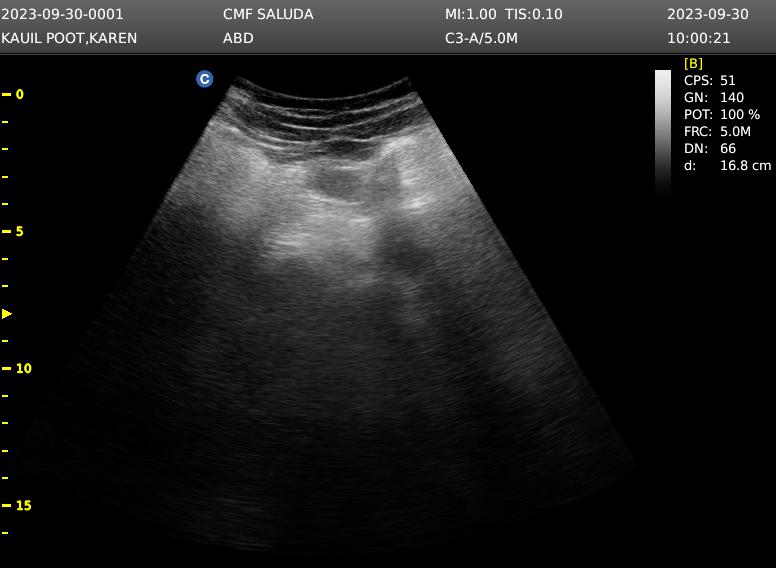 2023-09-30-0001 CMF SALUDA MI:1.00 TIS:0.10 2023-09-30
KAUIL POOT,KAREN ABD C3-A/5.0M 10:00:21
C
[B]
CPS: 51
GN: 140
POT: 100 %
FRC: 5.0M
DN: 66
d: 16.8 cm
0
5
10
15